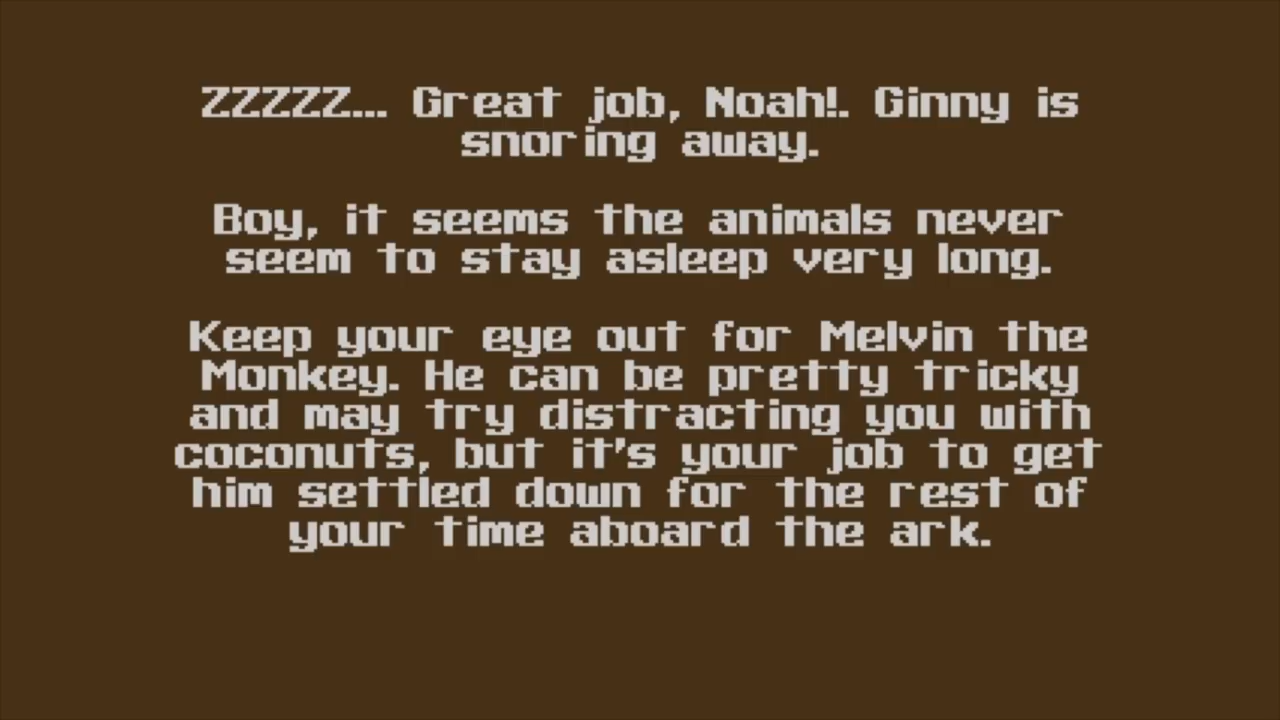 ZZZZZ... Great job, Noah!. Ginny is
snoring away.
Boy, it seems the animals never
seem to stay asleep very long.
Keep your eye out for Melvin the
Monkey. He can be pretty tricky
and may try distracting you with
coconuts, but it's your job to get
him settled down for the rest of
your time aboard the ark.